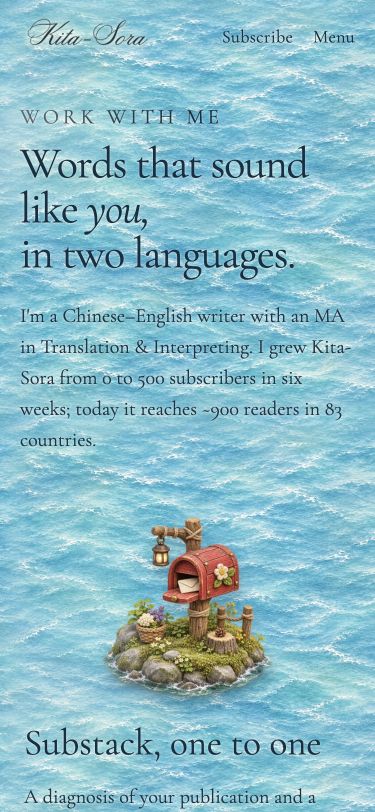 Kita-Sora
Subscribe Menu
WORK WITH ME
Words that sound
like you,
in two languages.
I'm a Chinese–English writer with an MA
in Translation & Interpreting. I grew Kita-
Sora from 0 to 500 subscribers in six
weeks; today it reaches ~900 readers in 83
countries.
Substack, one to one
A diagnosis of your publication and a